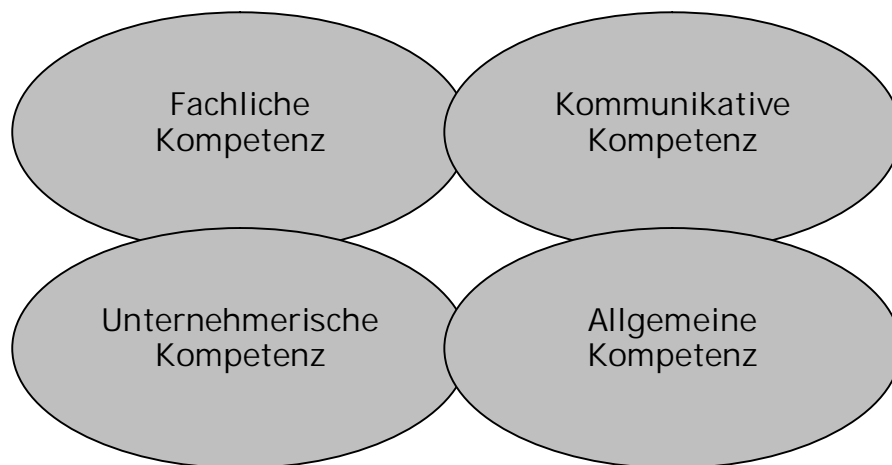 Fachliche
Kompetenz
Kommunikative
Kompetenz
Unternehmerische
Kompetenz
Allgemeine
Kompetenz